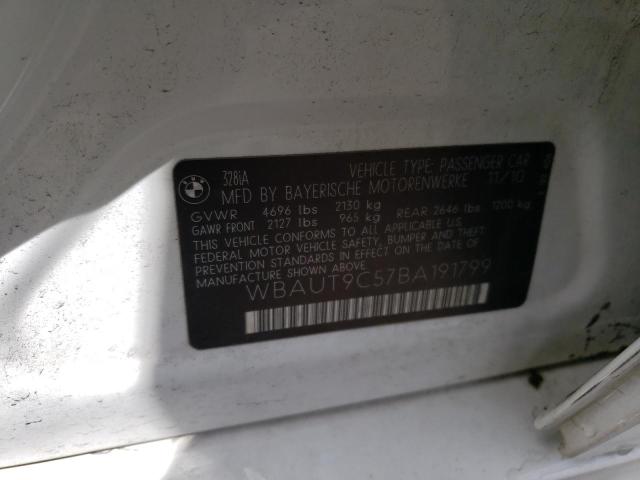 BMW
328iA VEHICLE TYPE: PASSENGER CAR
MFD BY BAYERISCHE MOTORENWERKE 11/10
GVWR 4696 lbs 2130 kg
GAWR FRONT 2127 lbs 965 kg REAR 2646 lbs 1200 kg
THIS VEHICLE CONFORMS TO ALL APPLICABLE U.S.
FEDERAL MOTOR VEHICLE SAFETY, BUMPER AND THEFT
PREVENTION STANDARDS IN EFFECT ON THE DATE OF
MANUFACTURE SHOWN ABOVE
WBAUT9C57BA191799